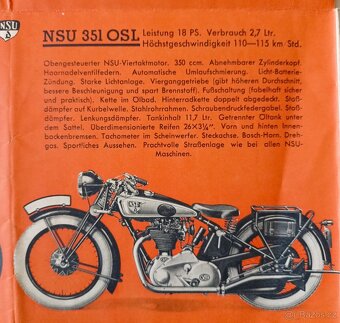 NSU
NSU 351 OSL Leistung 18 PS. Verbrauch 2,7 Ltr.
Höchstgeschwindigkeit 110—115 km Std.
Obengesteuerter NSU-Viertaktmotor, 350 ccm. Abnehmbarer Zylinderkopf.
Haarnadelventilfedern. Automatische Umlaufschmierung. Licht-Batterie-
Zündung. Starke Lichtanlage. Vierganggetriebe (gibt höheren Durchschnitt,
bessere Beschleunigung und spart Brennstoff). Fußschaltung (fabelhaft sicher
und praktisch). Kette im Ölbad. Hinterradkette doppelt abgedeckt. Stoß-
dämpfer auf Kurbelwelle. Stahlrohrrahmen. Schraubendruckfedergabel. Stoß-
dämpfer. Lenkungsdämpfer. Tankinhalt 11,7 Ltr. Getrennter Öltank unter
dem Sattel. Überdimensionierte Reifen 26×3¼". Vorn und hinten Innen-
backenbremsen. Tachometer im Scheinwerfer. Steckachse. Bosch-Horn. Dreh-
gas. Sportliches Aussehen. Prachtvolle Straßenlage wie bei allen NSU-
Maschinen.